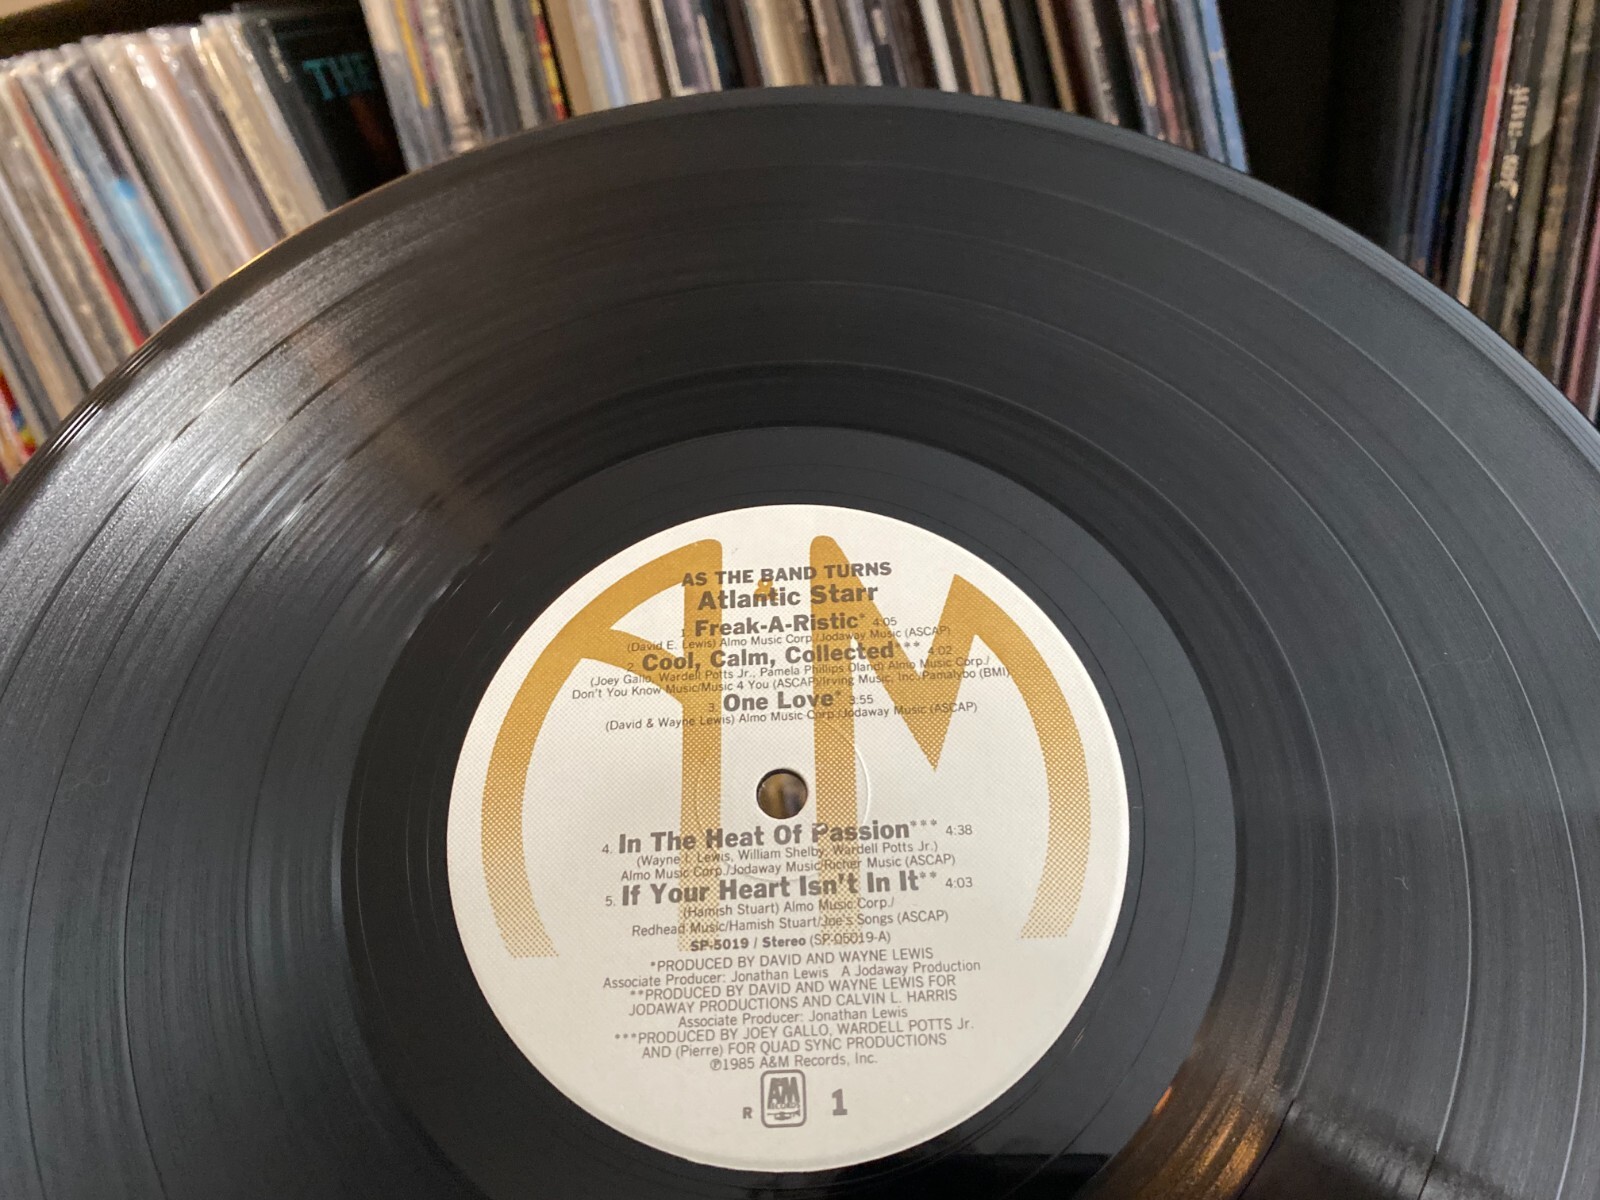 THE
AS THE BAND TURNS
Atlantic Starr
1. Freak-A-Ristic* 4:05
(David E. Lewis) Almo Music Corp./Jodaway Music (ASCAP)
2. Cool, Calm, Collected*** 4:02
(Joey Gallo, Wardell Potts Jr., Pamela Phillips Oland) Almo Music Corp./
Don't You Know Music/Music 4 You (ASCAP)/Irving Music, Inc./Pamalybo (BMI)
3. One Love* 3:55
(David & Wayne Lewis) Almo Music Corp./Jodaway Music (ASCAP)
4. In The Heat Of Passion*** 4:38
(Wayne I. Lewis, William Shelby, Wardell Potts Jr.)
Almo Music Corp./Jodaway Music/Richer Music (ASCAP)
5. If Your Heart Isn't In It** 4:03
(Hamish Stuart) Almo Music Corp./
Redhead Music/Hamish Stuart/Joe's Songs (ASCAP)
SP-5019 / Stereo (SP-05019-A)
*PRODUCED BY DAVID AND WAYNE LEWIS
Associate Producer: Jonathan Lewis A Jodaway Production
**PRODUCED BY DAVID AND WAYNE LEWIS FOR
JODAWAY PRODUCTIONS AND CALVIN L. HARRIS
Associate Producer: Jonathan Lewis
***PRODUCED BY JOEY GALLO, WARDELL POTTS Jr.
AND (Pierre) FOR QUAD SYNC PRODUCTIONS
℗1985 A&M Records, Inc.
R A&M RECORDS 1